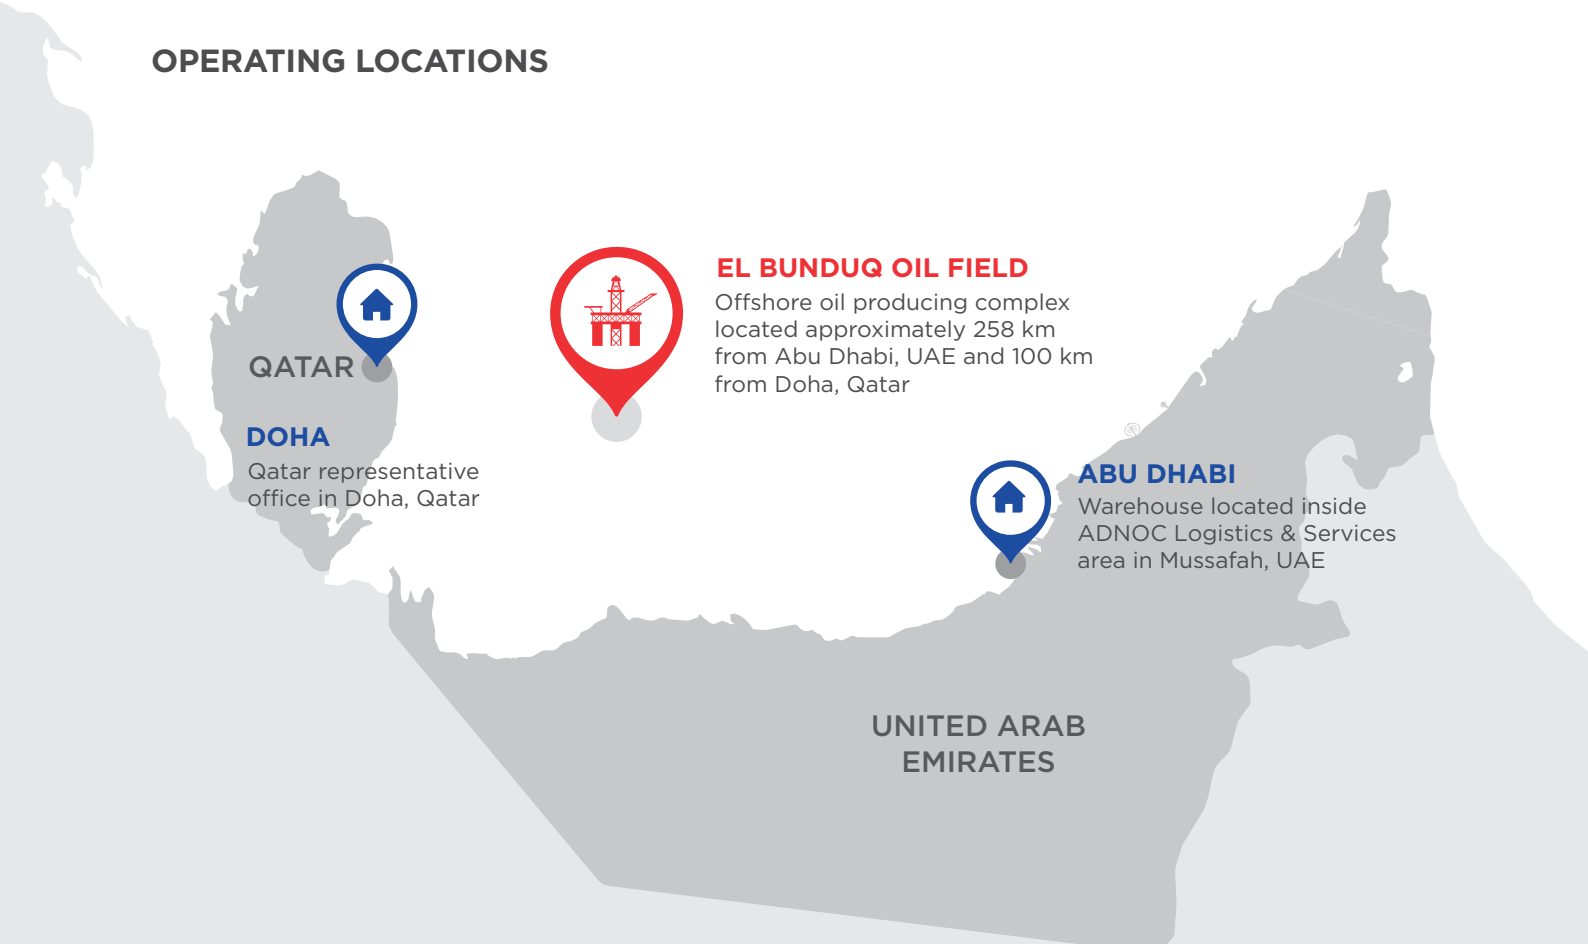 OPERATING LOCATIONS
EL BUNDUQ OIL FIELD
Offshore oil producing complex
located approximately 258 km
from Abu Dhabi, UAE and 100 km
from Doha, Qatar
QATAR
DOHA
Qatar representative
office in Doha, Qatar
ABU DHABI
Warehouse located inside
ADNOC Logistics & Services
area in Mussafah, UAE
UNITED ARAB
EMIRATES